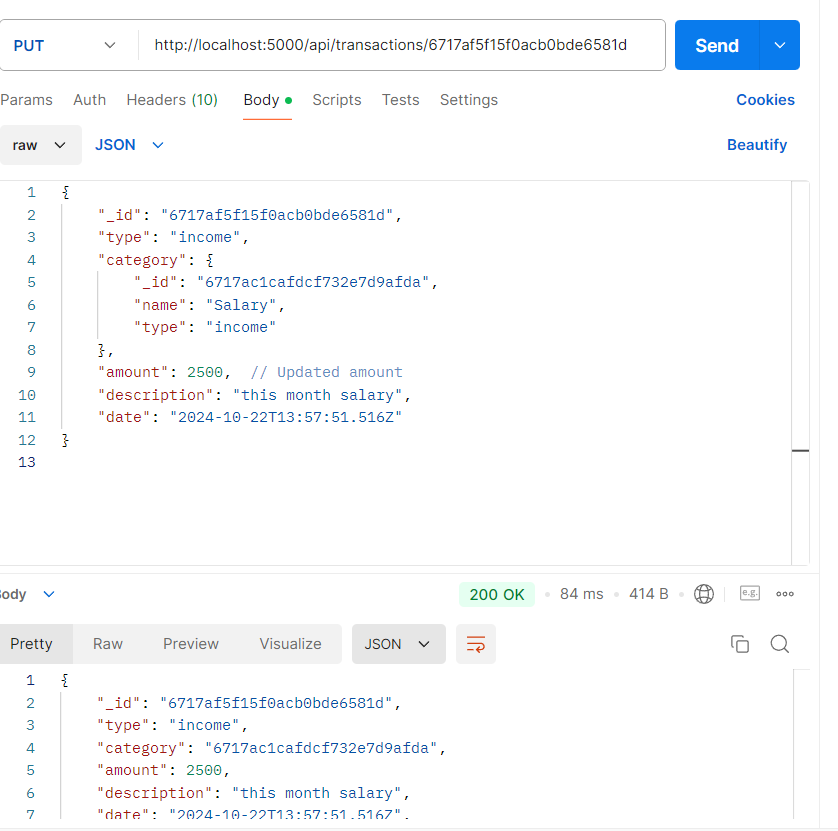 PUT http://localhost:5000/api/transactions/6717af5f15f0acb0bde6581d Send
Params Auth Headers (10) Body Scripts Tests Settings Cookies
raw JSON Beautify
1 {
2 "_id": "6717af5f15f0acb0bde6581d",
3 "type": "income",
4 "category": {
5 "_id": "6717ac1cafdcf732e7d9afda",
6 "name": "Salary",
7 "type": "income"
8 },
9 "amount": 2500, // Updated amount
10 "description": "this month salary",
11 "date": "2024-10-22T13:57:51.516Z"
12 }
13
ody 200 OK 84 ms 414 B e.g.
Pretty Raw Preview Visualize JSON
1 {
2 "_id": "6717af5f15f0acb0bde6581d",
3 "type": "income",
4 "category": "6717ac1cafdcf732e7d9afda",
5 "amount": 2500,
6 "description": "this month salary",
7 "date": "2024-10-22T13:57:51.516Z",